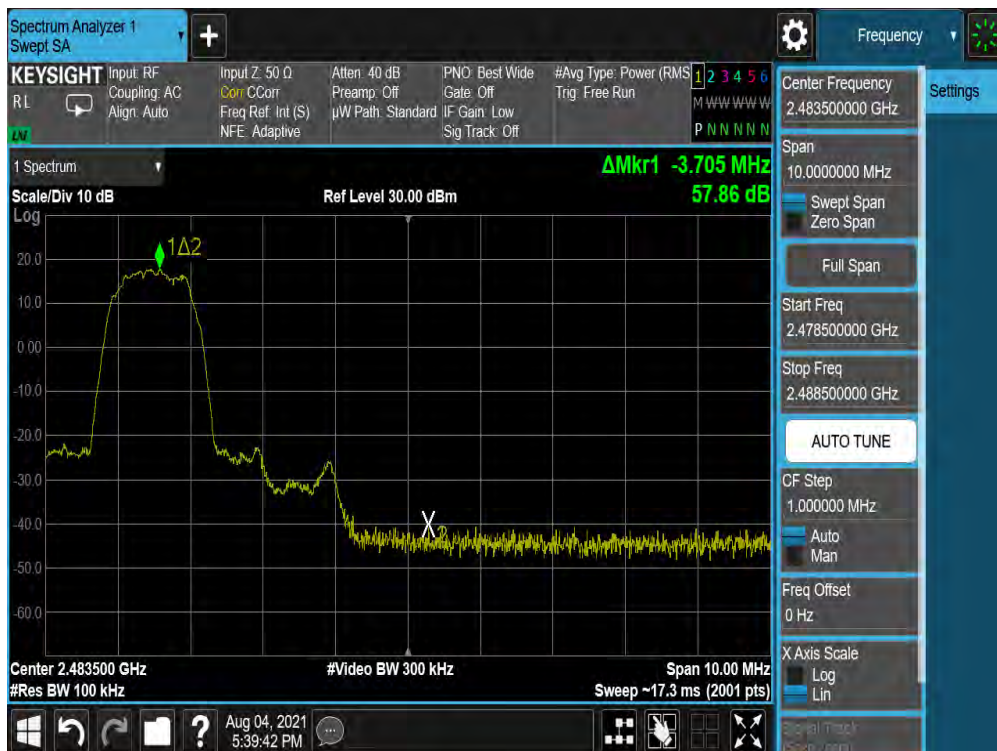 Spectrum Analyzer 1
Swept SA
+
Frequency
KEYSIGHT
RL
LXI
Input: RF
Coupling: AC
Align: Auto
Input Z: 50 Ω
Corr CCorr
Freq Ref: Int (S)
NFE: Adaptive
Atten: 40 dB
Preamp: Off
µW Path: Standard
PNO: Best Wide
Gate: Off
IF Gain: Low
Sig Track: Off
#Avg Type: Power (RMS
Trig: Free Run
1 2 3 4 5 6
M W W W W W
P N N N N N
1 Spectrum
ΔMkr1 -3.705 MHz
57.86 dB
Scale/Div 10 dB
Ref Level 30.00 dBm
Log
1Δ2
20.0
10.0
0.00
-10.0
-20.0
-30.0
-40.0
-50.0
-60.0
X2
Center 2.483500 GHz
#Video BW 300 kHz
Span 10.00 MHz
#Res BW 100 kHz
Sweep ~17.3 ms (2001 pts)
?
Aug 04, 2021
5:39:42 PM
Center Frequency
2.483500000 GHz
Settings
Span
10.0000000 MHz
Swept Span
Zero Span
Full Span
Start Freq
2.478500000 GHz
Stop Freq
2.488500000 GHz
AUTO TUNE
CF Step
1.000000 MHz
Auto
Man
Freq Offset
0 Hz
X Axis Scale
Log
Lin
Signal Track